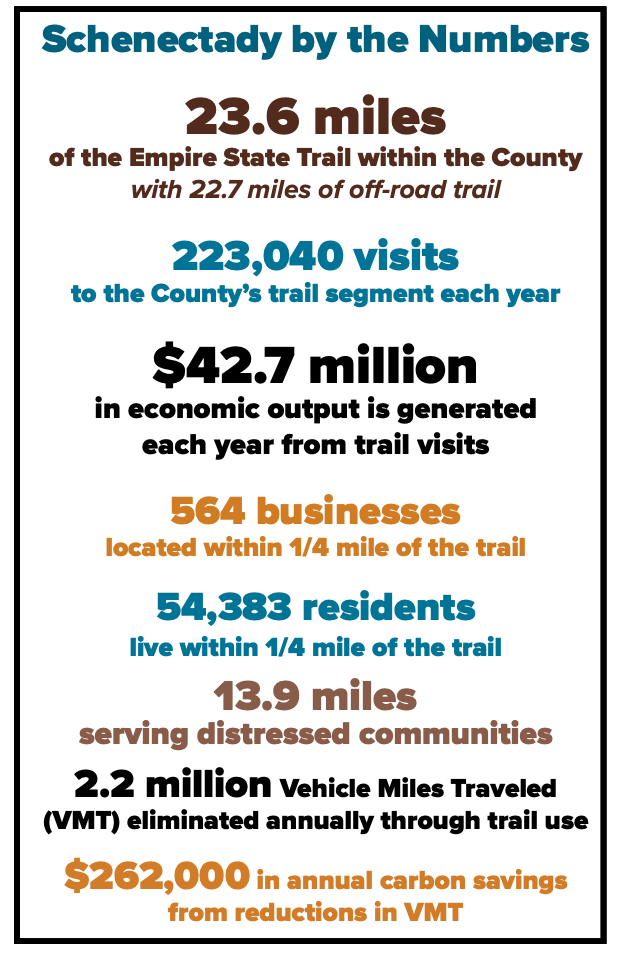 Schenectady by the Numbers
23.6 miles
of the Empire State Trail within the County
with 22.7 miles of off-road trail
223,040 visits
to the County’s trail segment each year
$42.7 million
in economic output is generated
each year from trail visits
564 businesses
located within 1/4 mile of the trail
54,383 residents
live within 1/4 mile of the trail
13.9 miles
serving distressed communities
2.2 million Vehicle Miles Traveled
(VMT) eliminated annually through trail use
$262,000 in annual carbon savings
from reductions in VMT